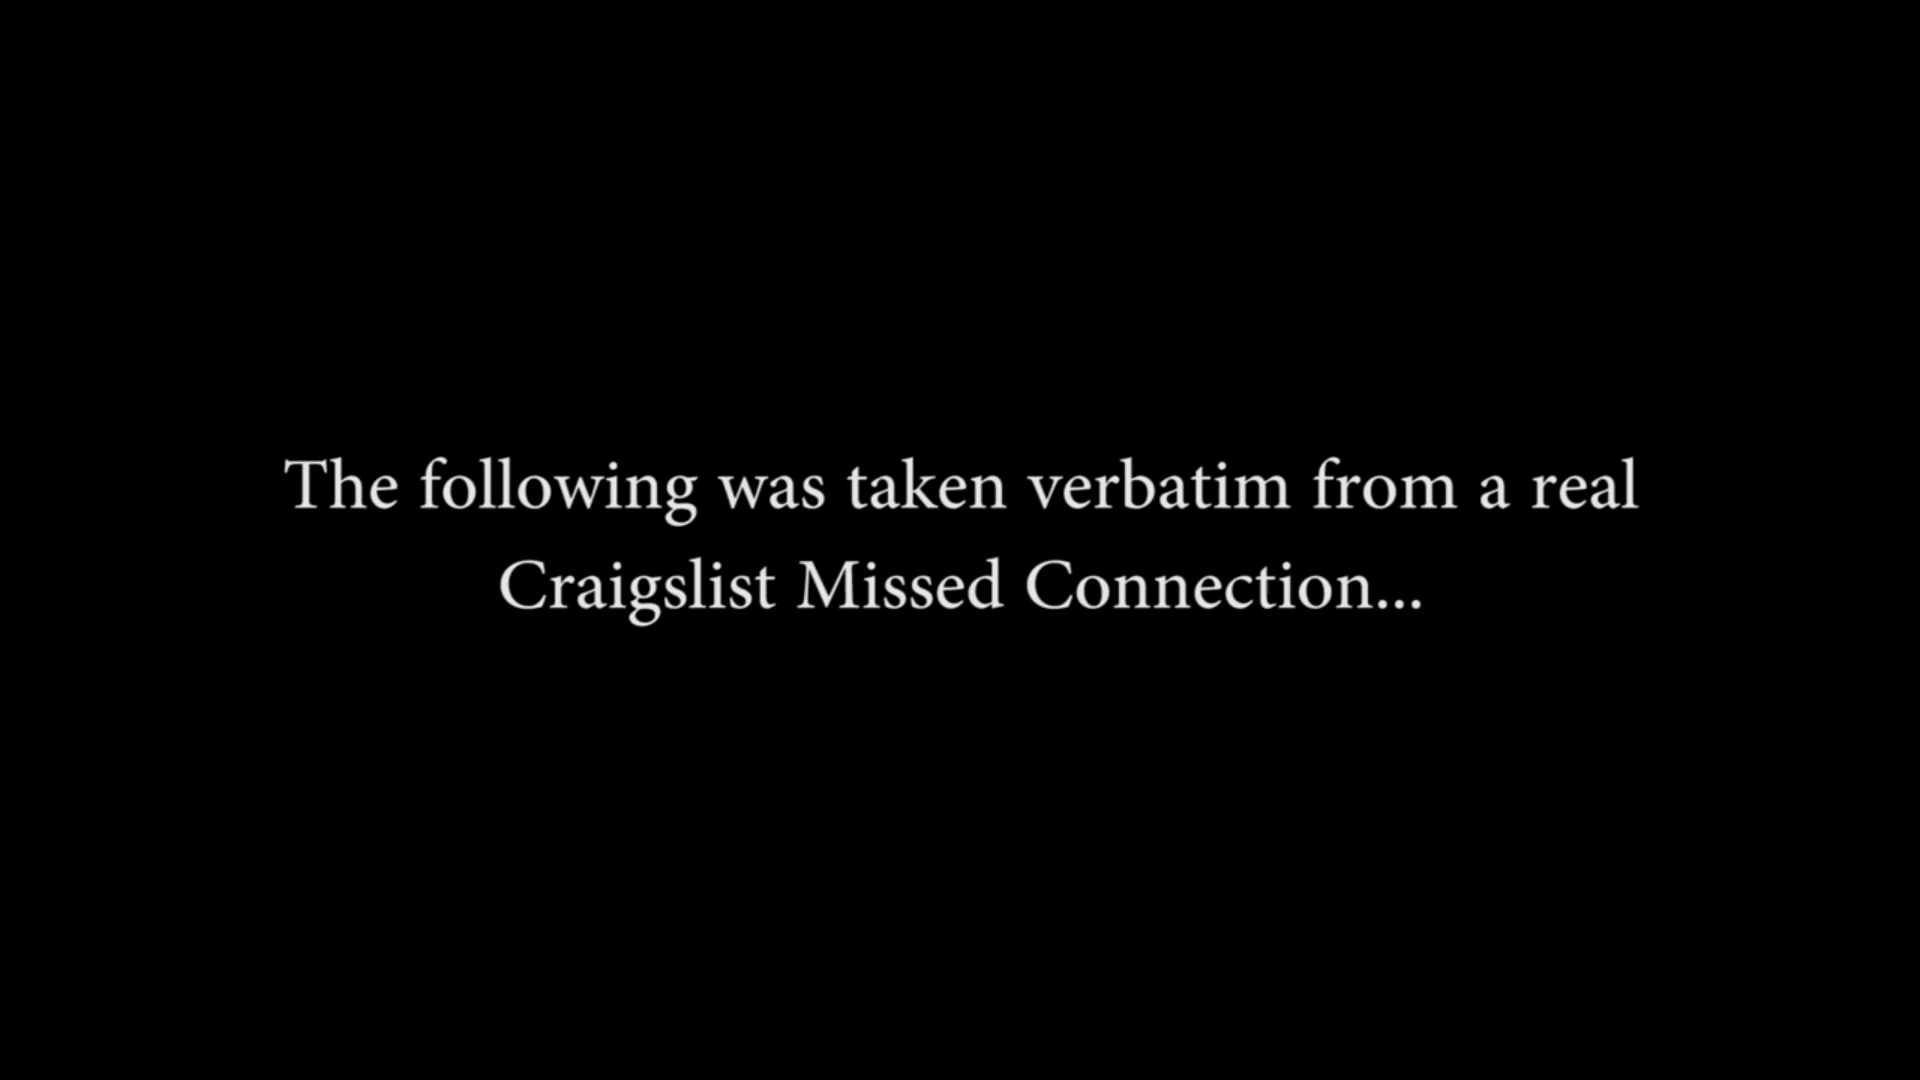 The following was taken verbatim from a real
Craigslist Missed Connection...